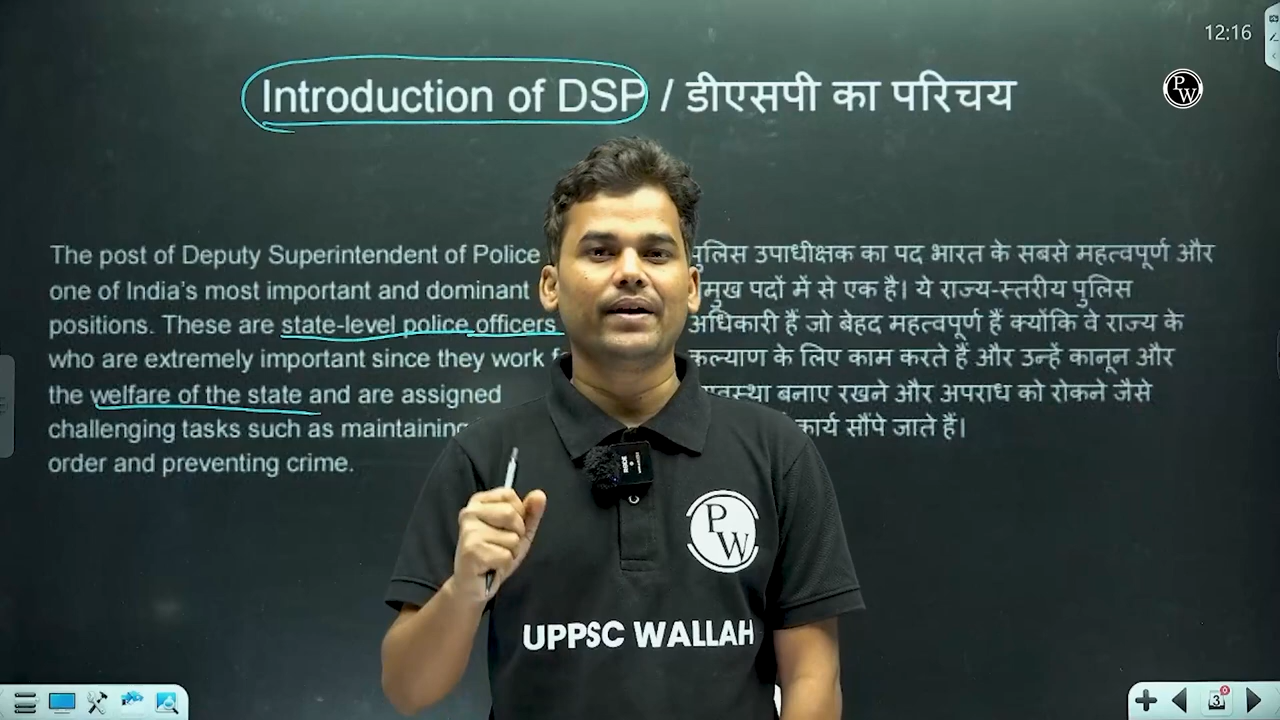 12:16
Introduction of DSP / डीएसपी का परिचय
P
W
The post of Deputy Superintendent of Police
one of India's most important and dominant
positions. These are state-level police officers
who are extremely important since they work
the welfare of the state and are assigned
challenging tasks such as maintaining
order and preventing crime.
पुलिस उपाधीक्षक का पद भारत के सबसे महत्वपूर्ण और
पदों में से एक है। ये राज्य-स्तरीय पुलिस
अधिकारी हैं जो बेहद महत्वपूर्ण हैं क्योंकि वे राज्य के
कल्याण के लिए काम करते हैं और उन्हें कानून और
बनाए रखने और अपराध को रोकने जैसे
कार्य सौंपे जाते हैं।
RODE
P
W
UPPSC WALLAH
3
0